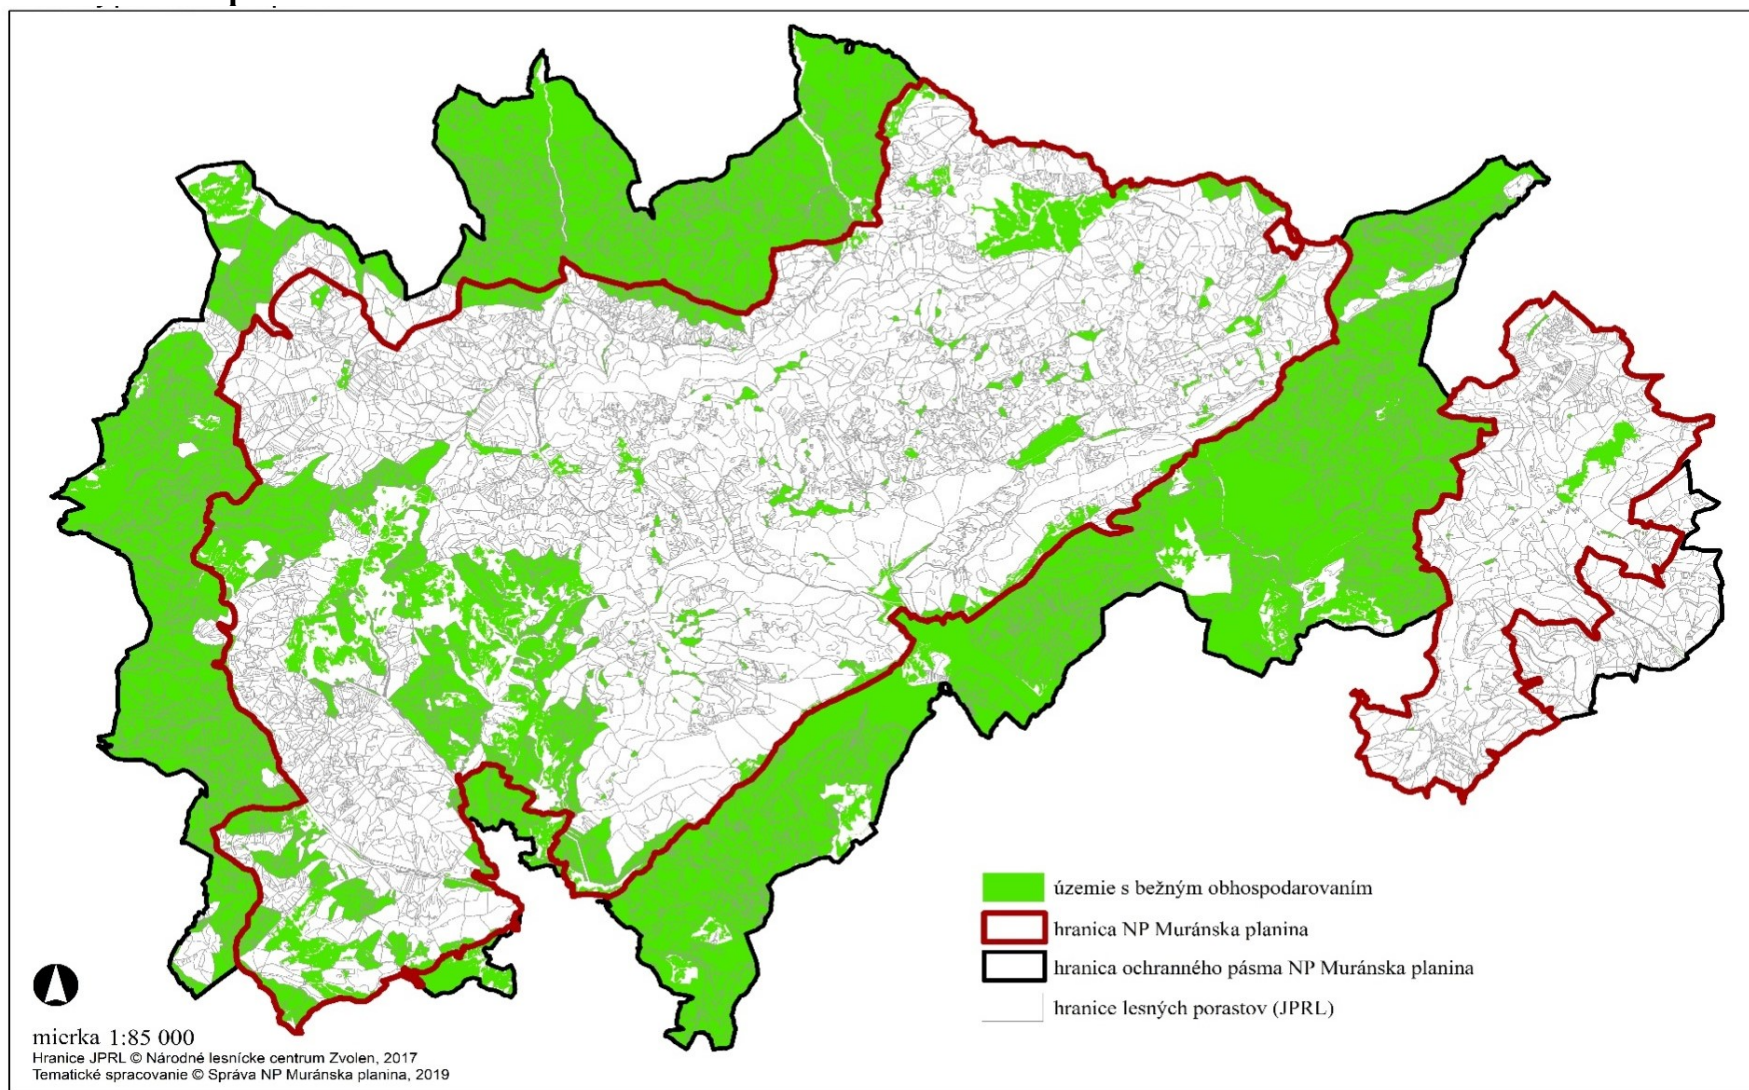 územie s bežným obhospodarovaním
hranica NP Muránska planina
hranica ochranného pásma NP Muránska planina
hranice lesných porastov (JPRL)
mierka 1:85 000
Hranice JPRL © Národné lesnícke centrum Zvolen, 2017
Tematické spracovanie © Správa NP Muránska planina, 2019